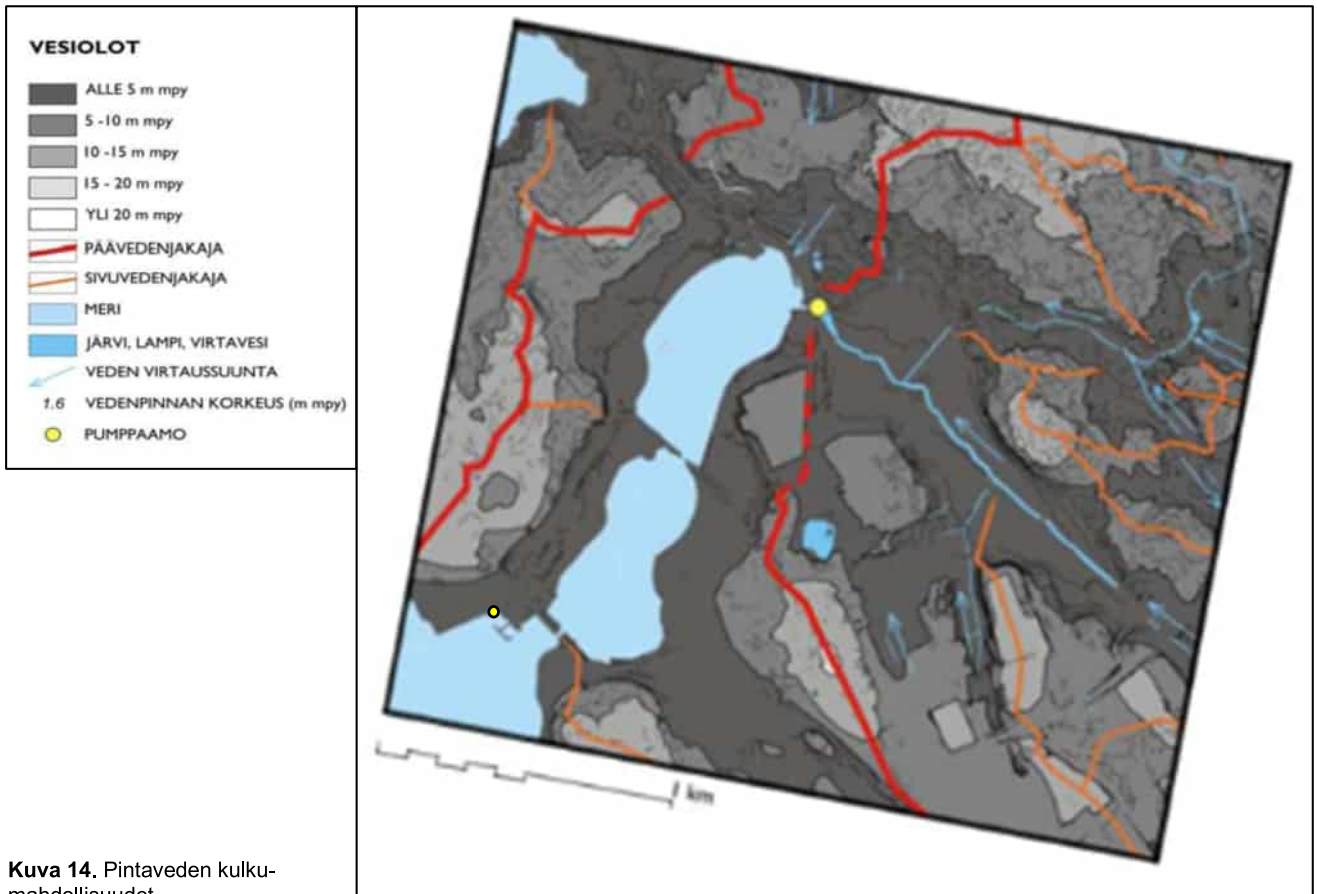 VESIOLOT
ALLE 5 m mpy
5 -10 m mpy
10 -15 m mpy
15 - 20 m mpy
YLI 20 m mpy
PÄÄVEDENJAKAJA
SIVUVEDENJAKAJA
MERI
JÄRVI, LAMPI, VIRTAVESI
VEDEN VIRTAUSSUUNTA
1.6 VEDENPINNAN KORKEUS (m mpy)
PUMPPAAMO
1 km
Kuva 14. Pintaveden kulku-
mahdollisuudet